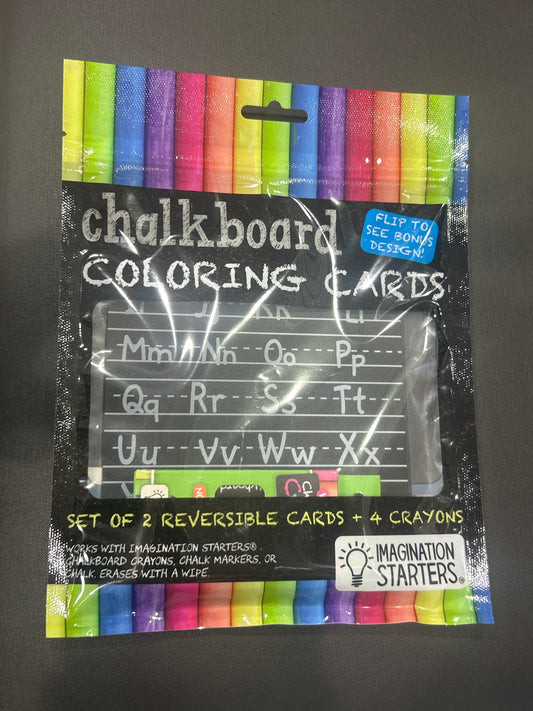 chalkboard
COLORING CARDS
FLIP TO
SEE BONUS
DESIGN!
Mm Nn Oo Pp
Qq Rr Ss Tt
Uu Vv Ww Xx
SET OF 2 REVERSIBLE CARDS + 4 CRAYONS
WORKS WITH IMAGINATION STARTERS®
CHALKBOARD CRAYONS, CHALK MARKERS, OR
CHALK. ERASES WITH A WIPE.
IMAGINATION
STARTERS®